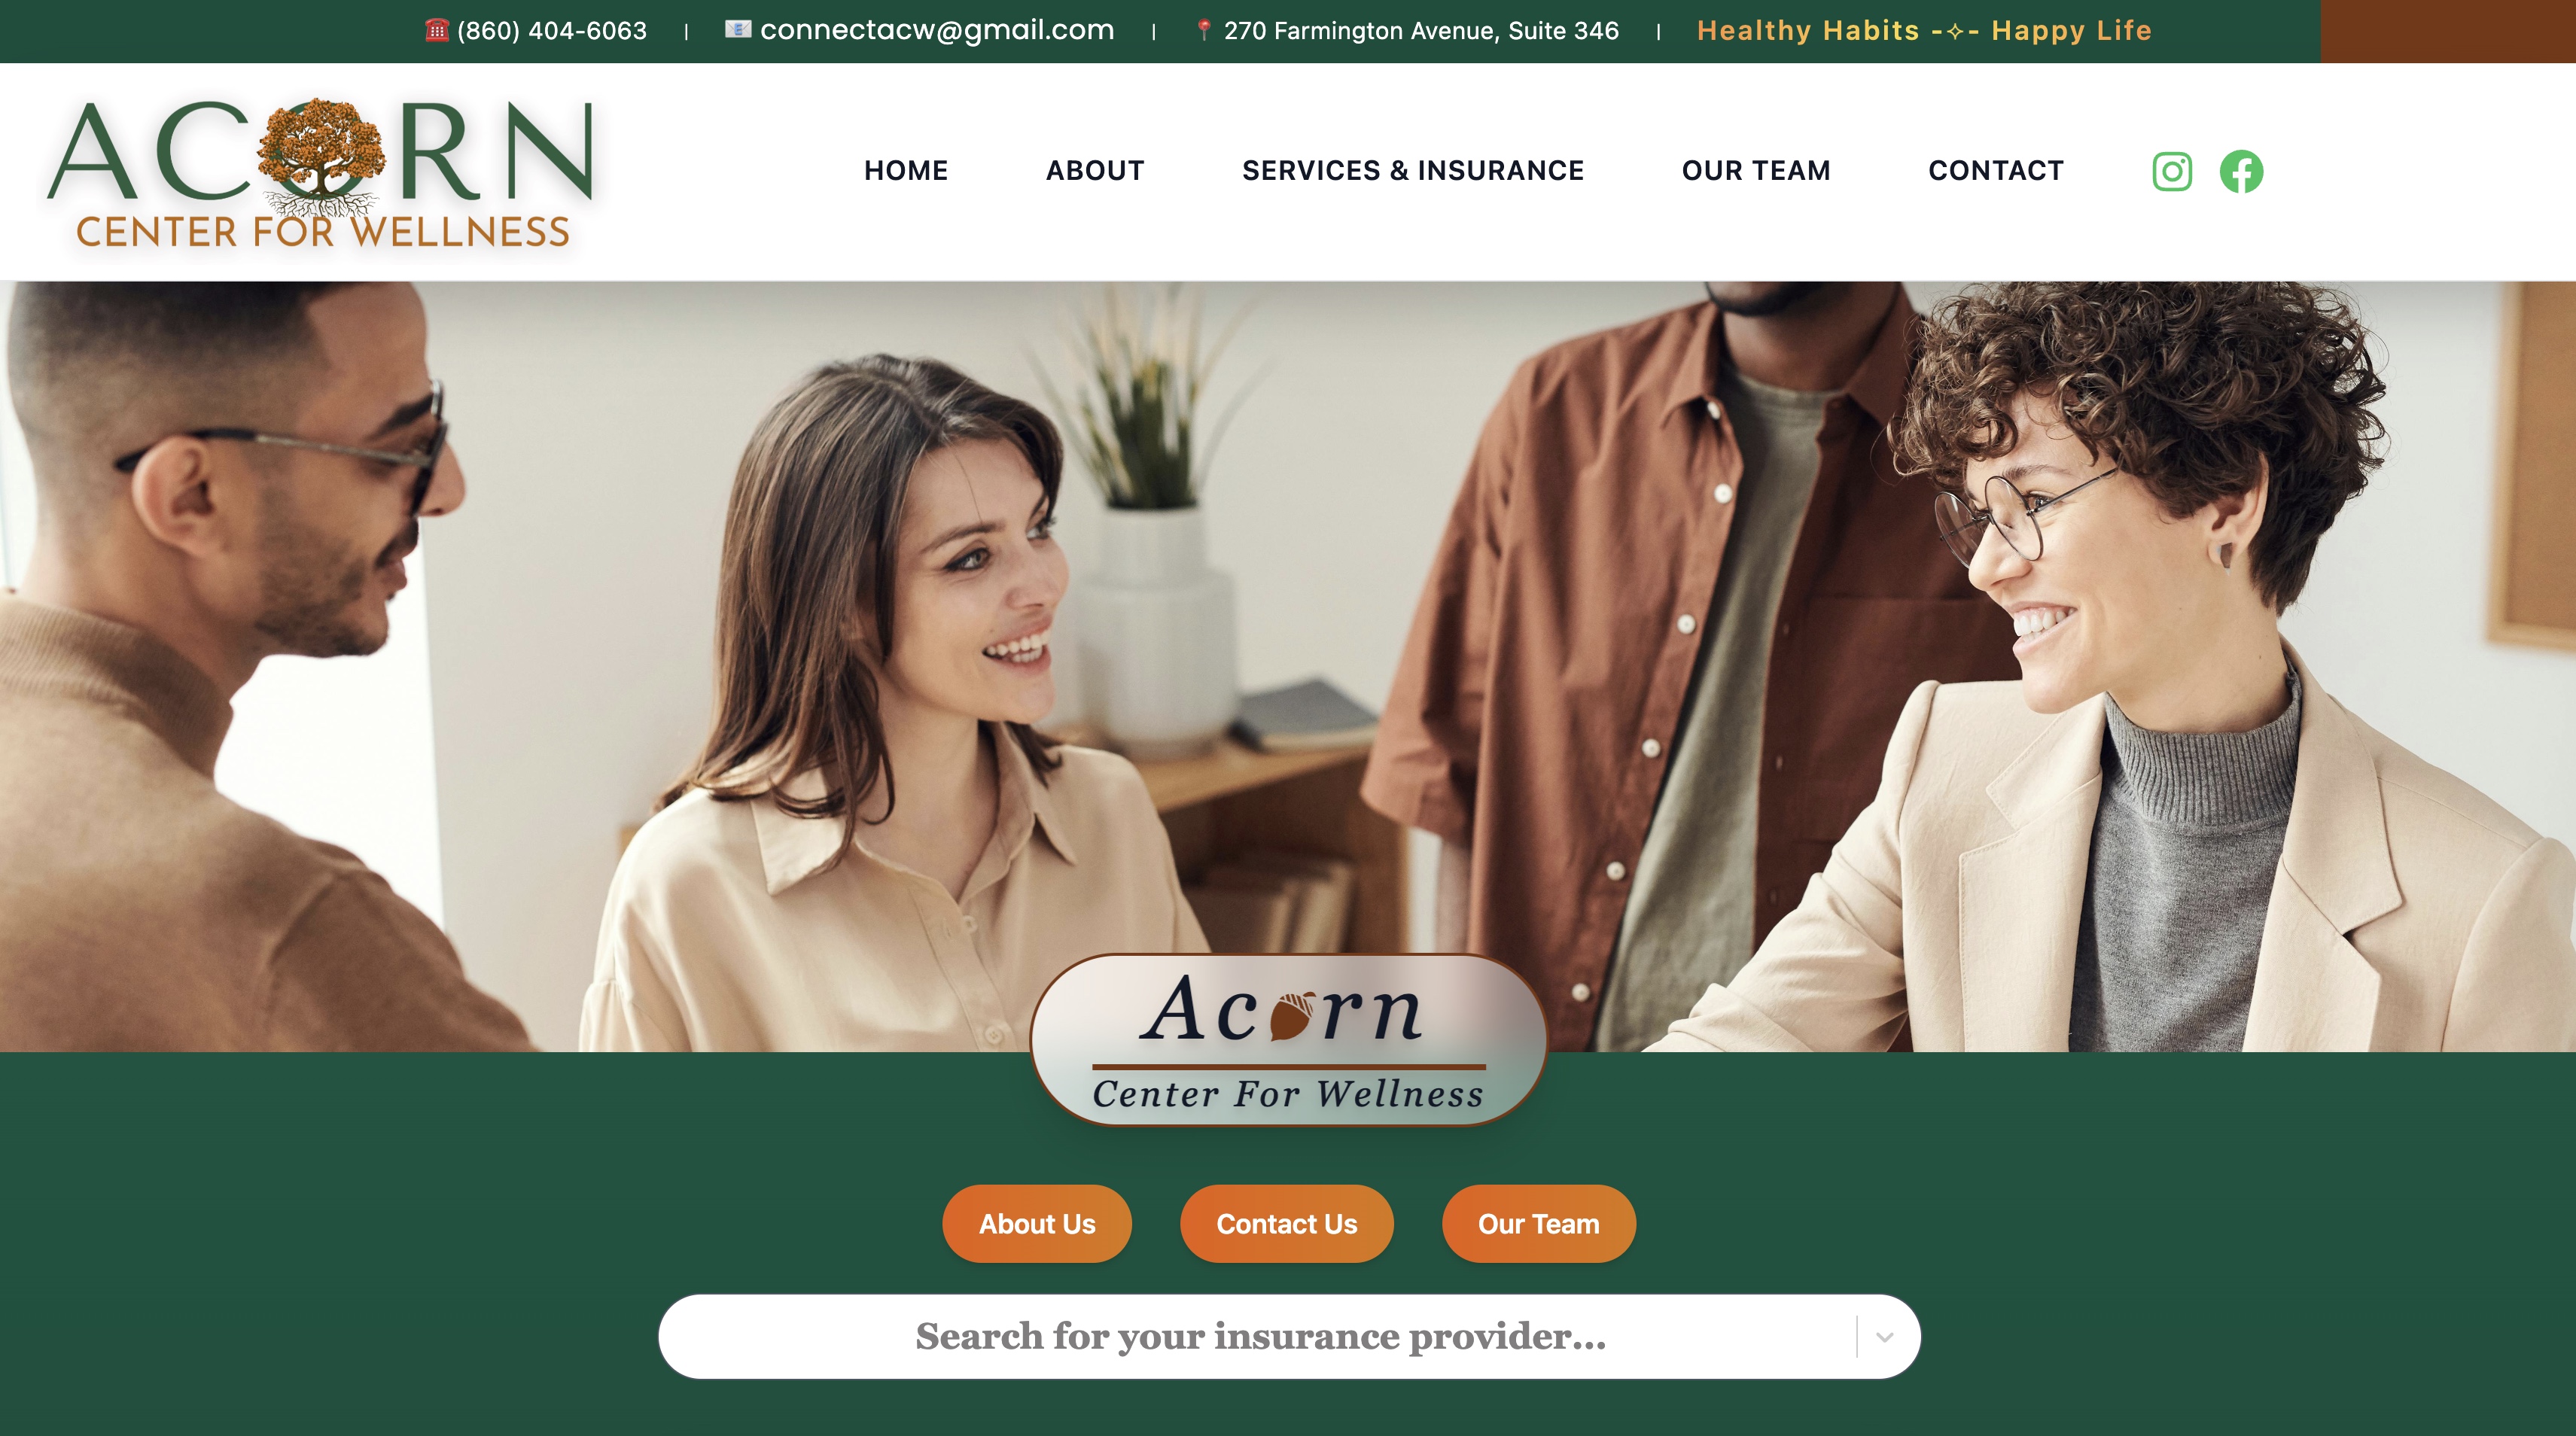 (860) 404-6063 | connectacw@gmail.com | 270 Farmington Avenue, Suite 346 | Healthy Habits -✧- Happy Life
ACORN
CENTER FOR WELLNESS
HOME ABOUT SERVICES & INSURANCE OUR TEAM CONTACT
Acorn
Center For Wellness
About Us Contact Us Our Team
Search for your insurance provider...